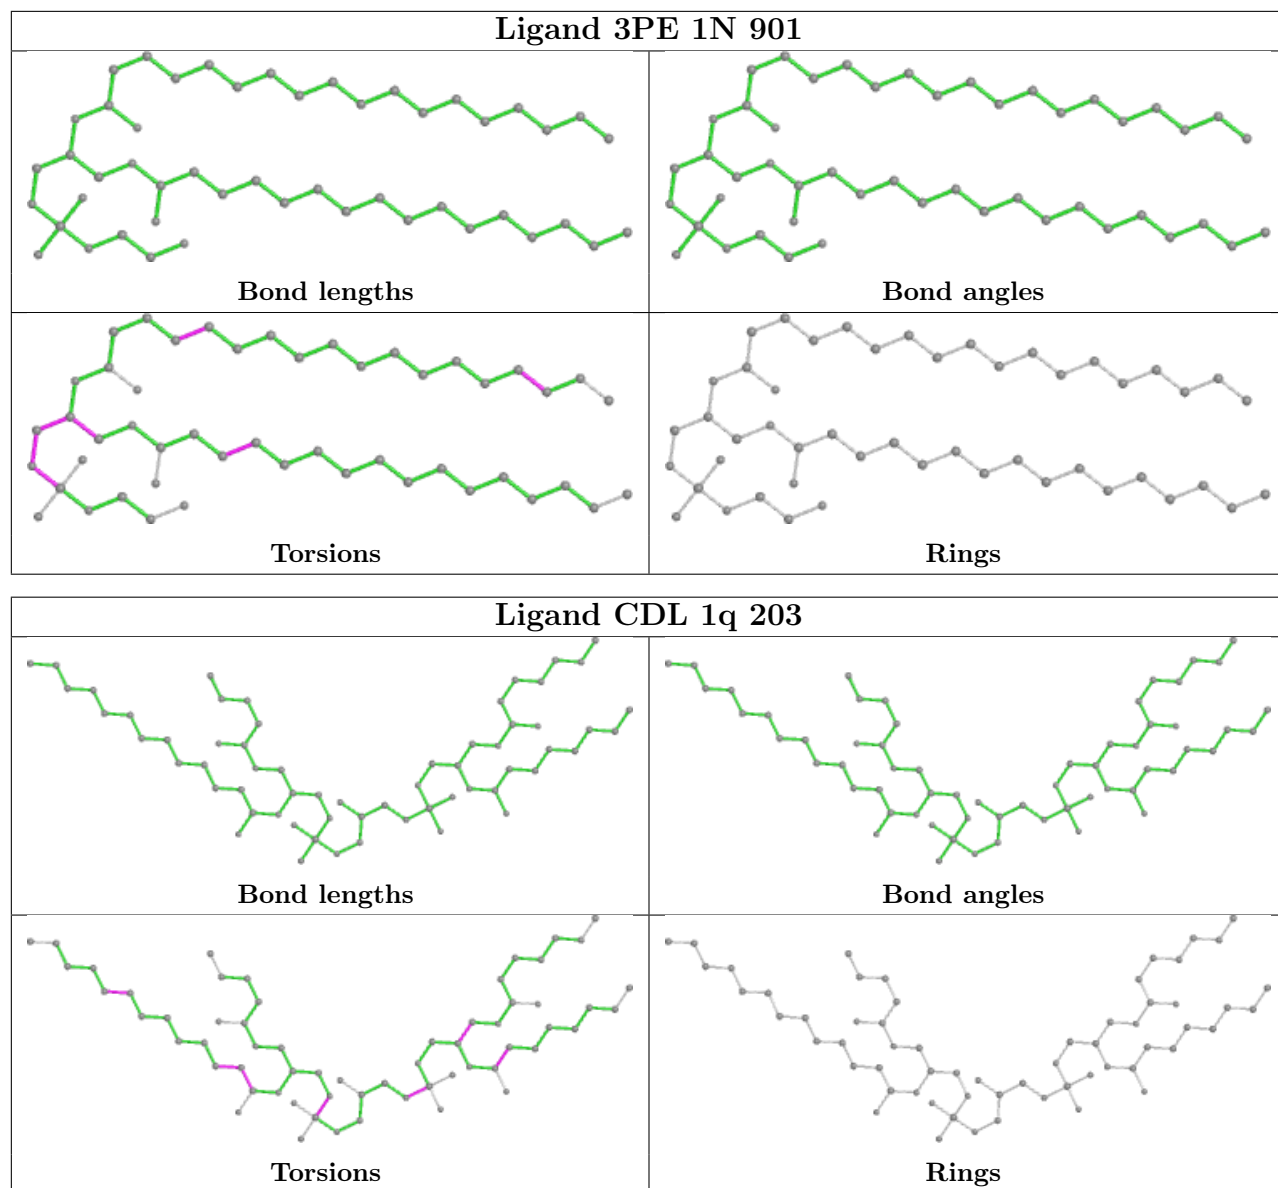 Ligand 3PE 1N 901
Bond lengths
Bond angles
Torsions
Rings
Ligand CDL 1q 203
Bond lengths
Bond angles
Torsions
Rings